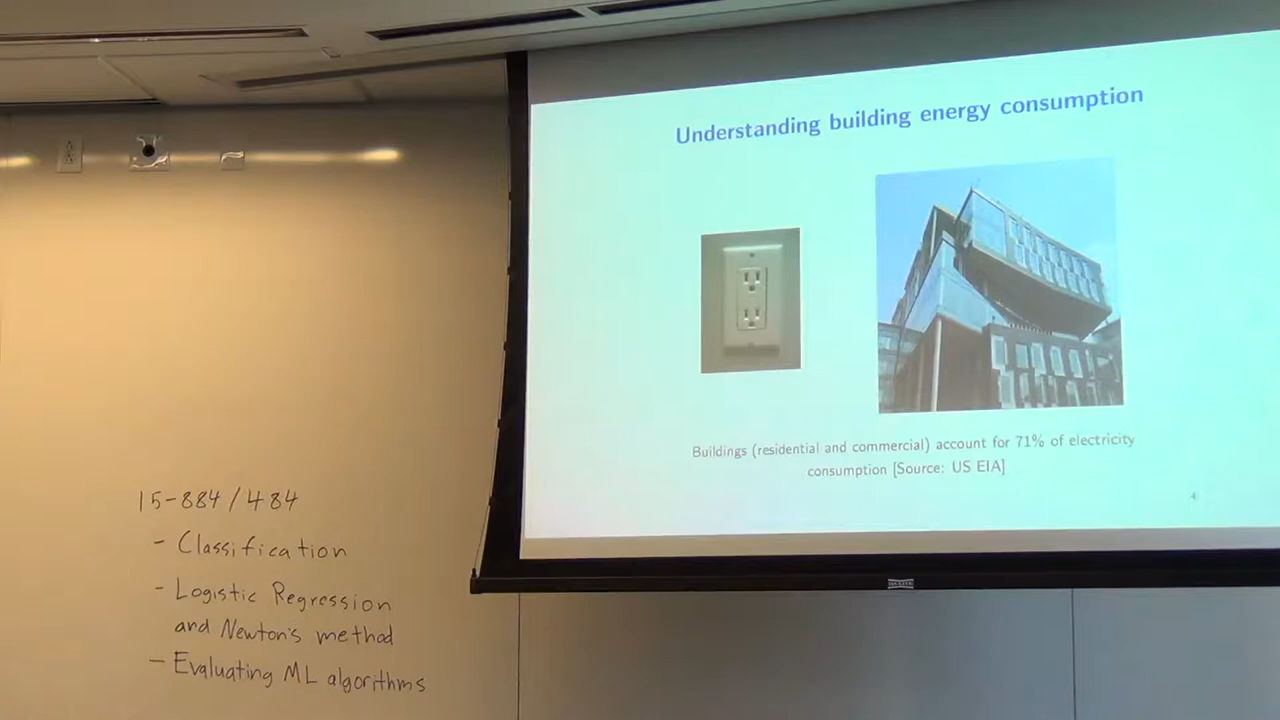 15-884/484
- Classification
- Logistic Regression
and Newton's method
- Evaluating ML algorithms
Understanding building energy consumption
Buildings (residential and commercial) account for 71% of electricity
consumption [Source: US EIA]
4